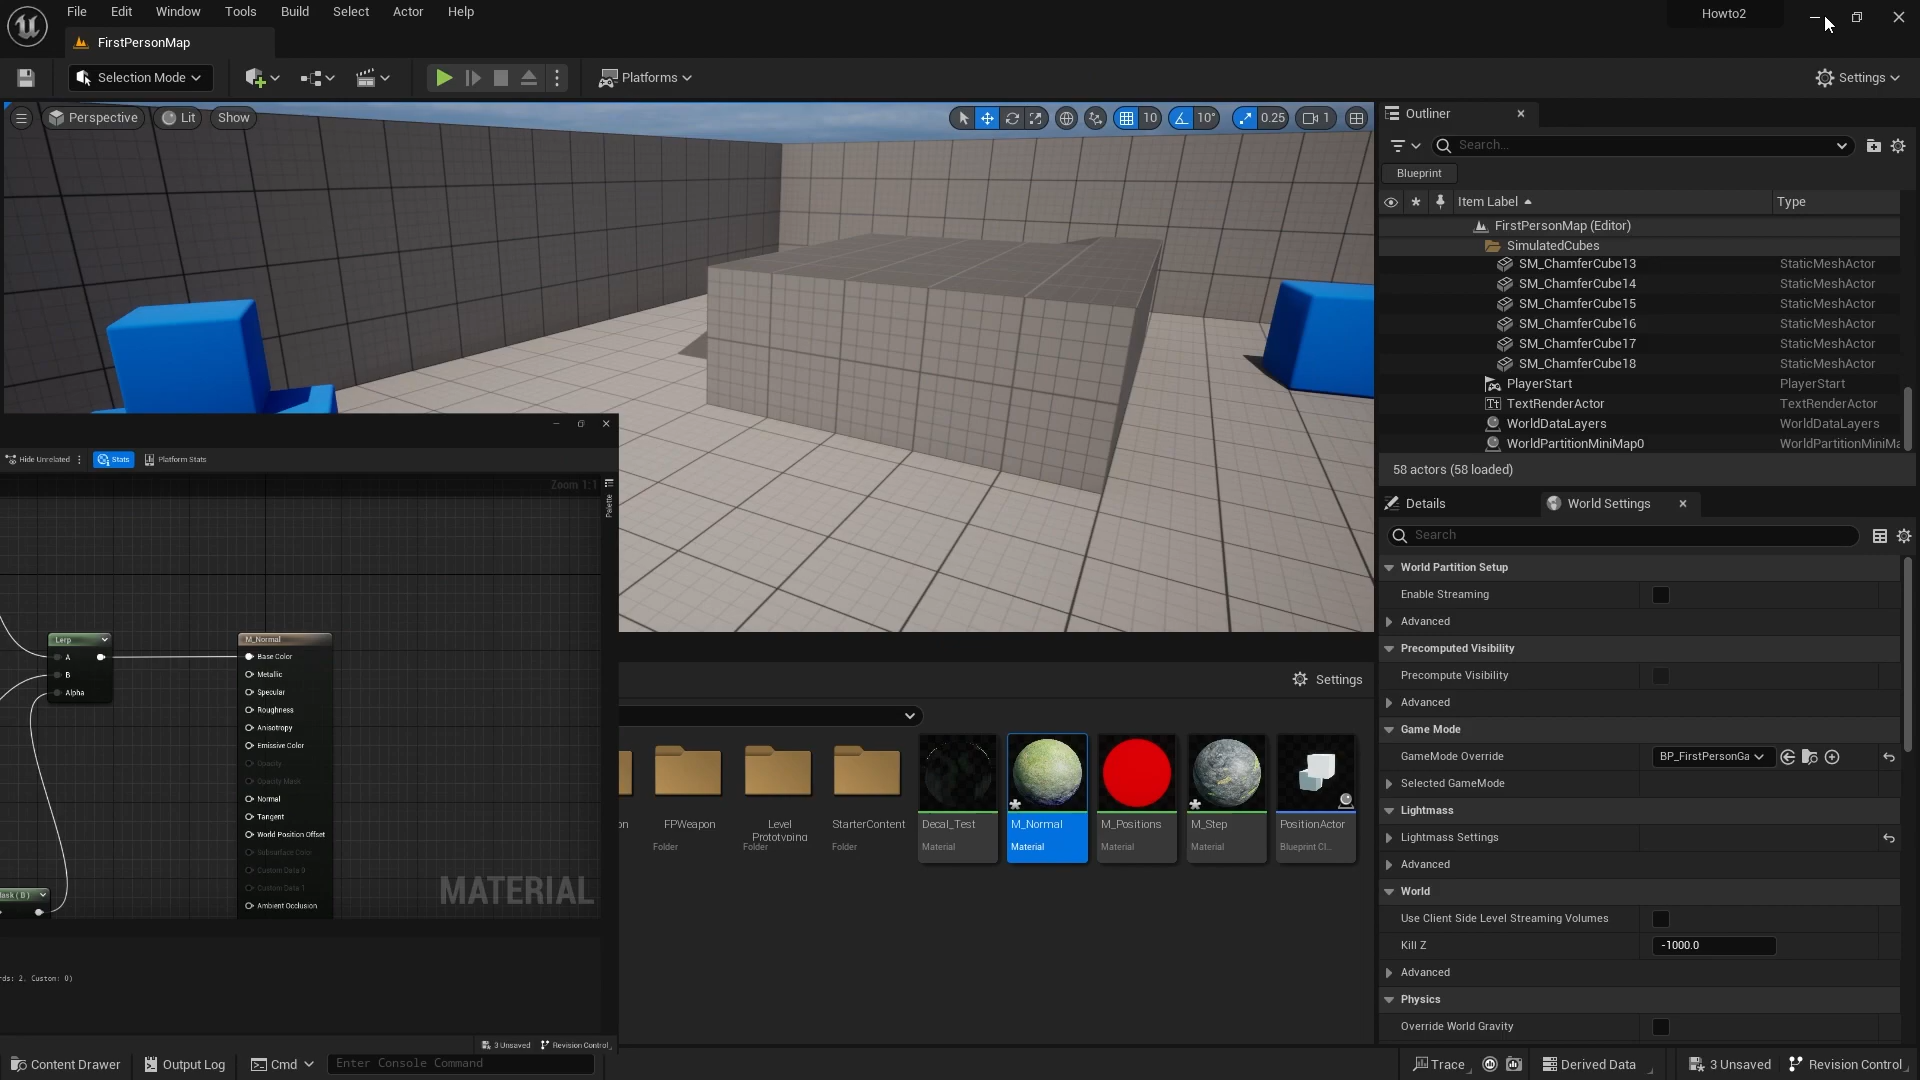 File Edit Window Tools Build Select Actor Help
Howto2
FirstPersonMap
Selection Mode
Platforms
Settings
Perspective Lit Show
10 10° 0.25 1
Outliner
Search...
Blueprint
Item Label Type
FirstPersonMap (Editor)
SimulatedCubes
SM_ChamferCube13 StaticMeshActor
SM_ChamferCube14 StaticMeshActor
SM_ChamferCube15 StaticMeshActor
SM_ChamferCube16 StaticMeshActor
SM_ChamferCube17 StaticMeshActor
SM_ChamferCube18 StaticMeshActor
PlayerStart PlayerStart
TextRenderActor TextRenderActor
WorldDataLayers WorldDataLayers
WorldPartitionMiniMap0 WorldPartitionMiniMa
58 actors (58 loaded)
Details World Settings
Search
World Partition Setup
Enable Streaming
Advanced
Precomputed Visibility
Precompute Visibility
Advanced
Game Mode
GameMode Override BP_FirstPersonGa
Selected GameMode
Lightmass
Lightmass Settings
Advanced
World
Use Client Side Level Streaming Volumes
Kill Z -1000.0
Advanced
Physics
Override World Gravity
Hide Unrelated Stats Platform Stats
Zoom 1:1
Palette
Lerp
A
B
Alpha
M_Normal
Base Color
Metallic
Specular
Roughness
Anisotropy
Emissive Color
Opacity
Opacity Mask
Normal
Tangent
World Position Offset
Subsurface Color
Custom Data 0
Custom Data 1
Ambient Occlusion
ask ( B )
MATERIAL
rds: 2, Custom: 0)
3 Unsaved Revision Control
Settings
on
FPWeapon
Folder
Level
Prototyping
Folder
StarterContent
Folder
Decal_Test
Material
M_Normal
Material
M_Positions
Material
M_Step
Material
PositionActor
Blueprint Cl...
Content Drawer Output Log Cmd Enter Console Command
Trace Derived Data 3 Unsaved Revision Control